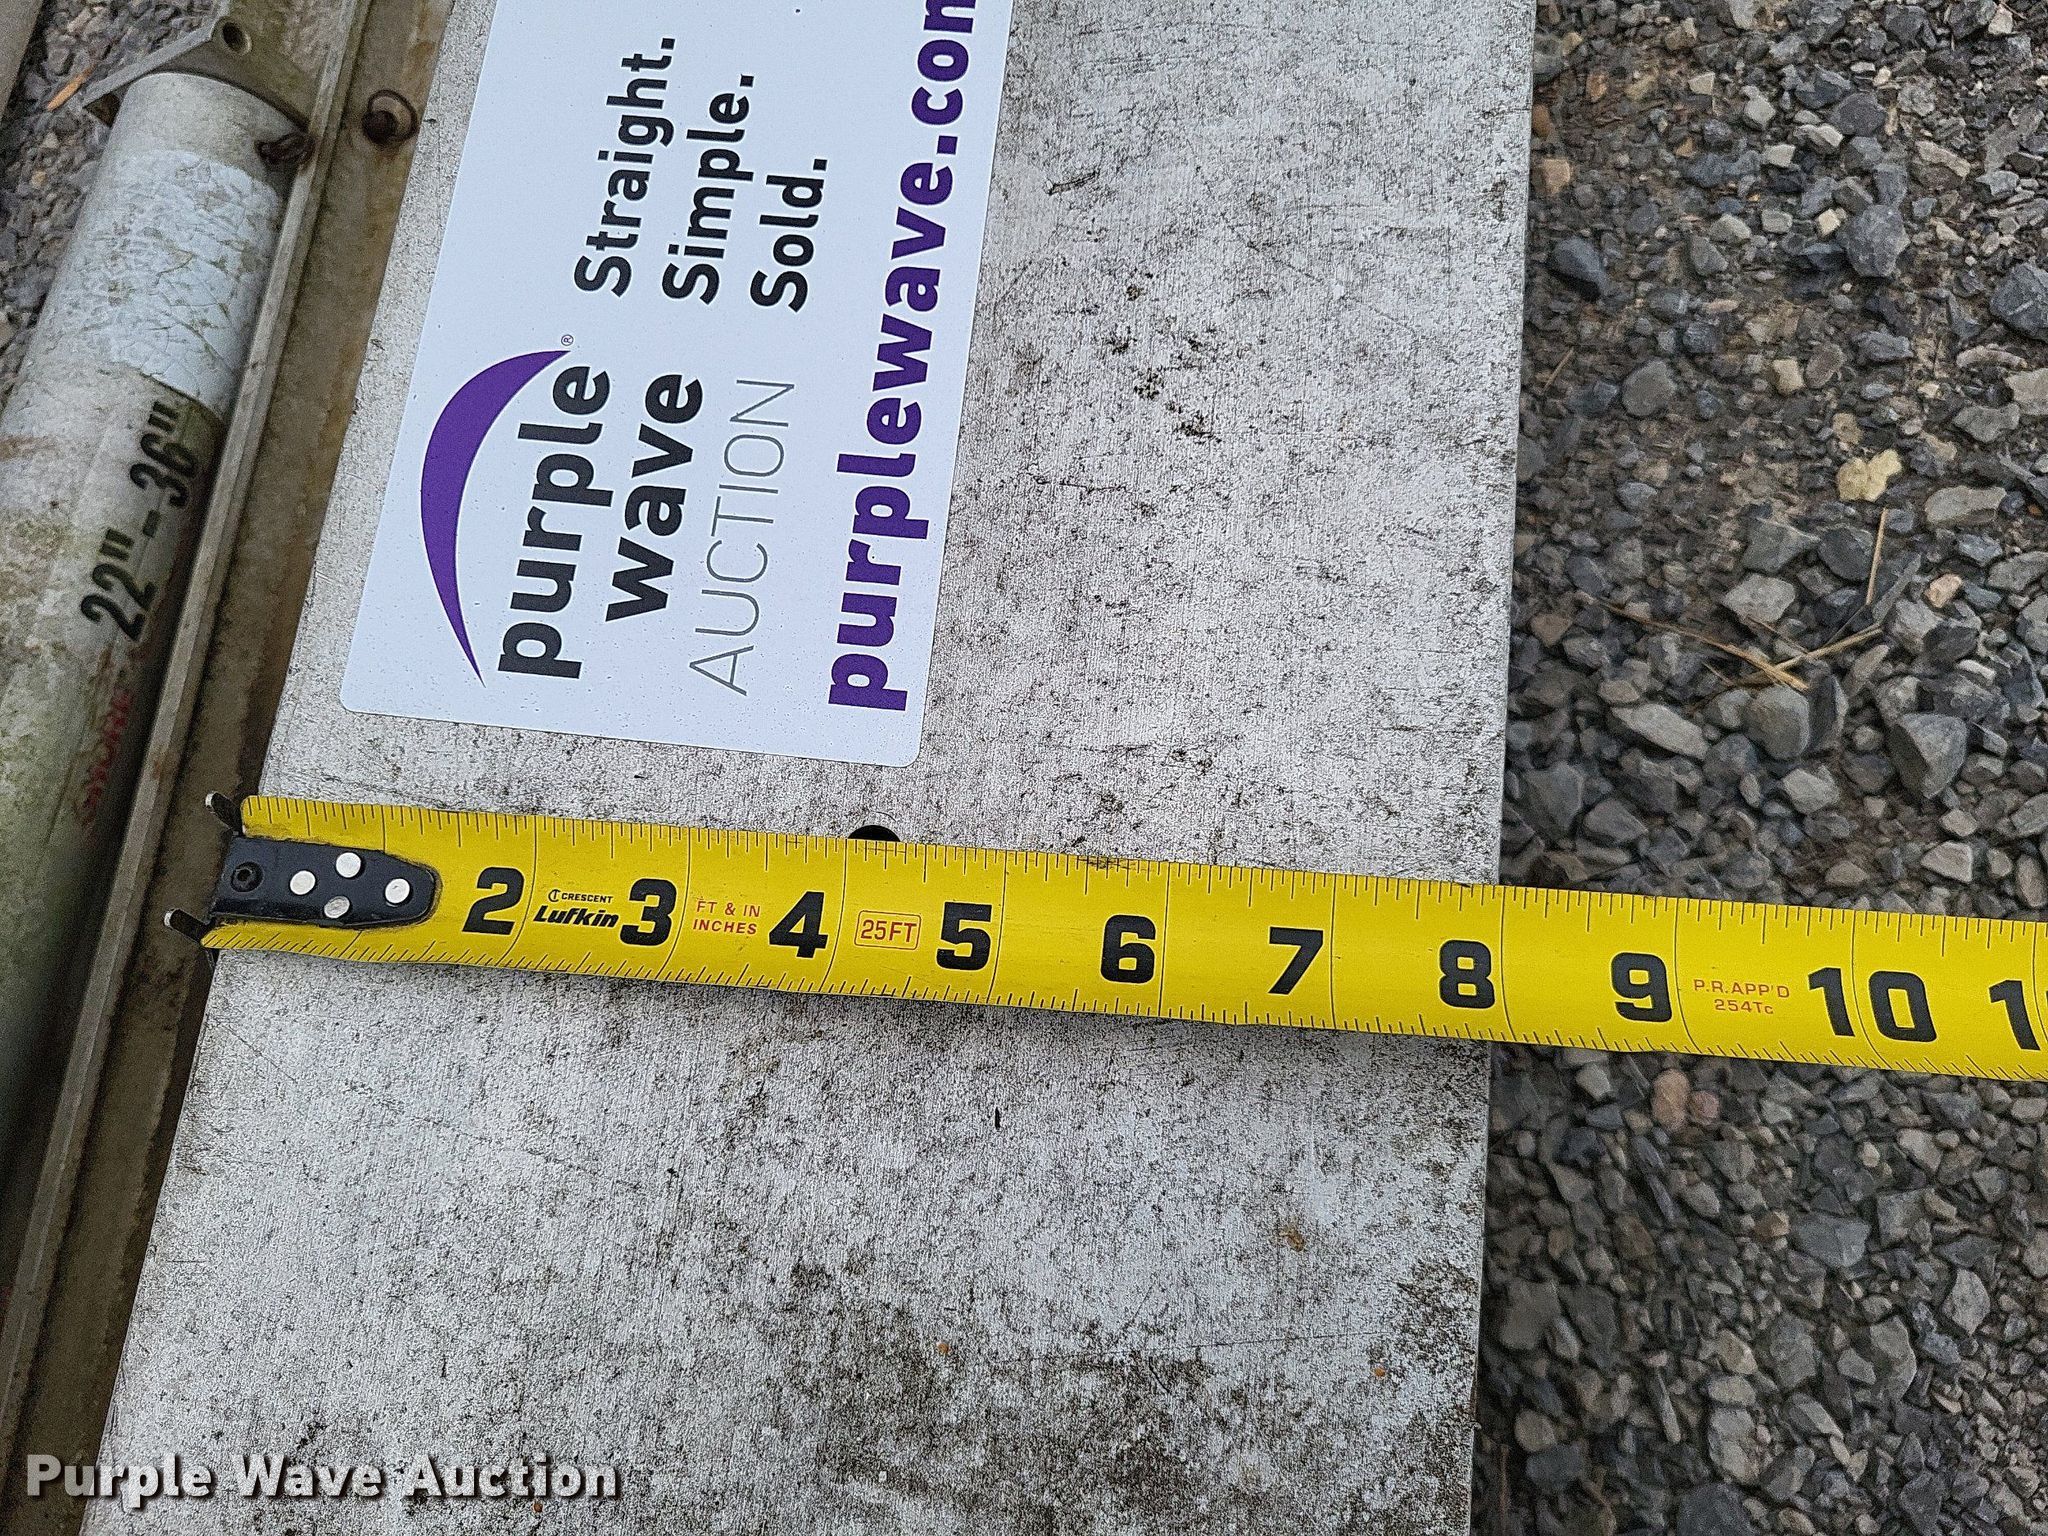 Straight.
Simple.
Sold.
purple®
wave
AUCTION
purplewave.com
22"-36"
2 CRESCENT Lufkin 3 FT & IN INCHES 4 25FT 5 6 7 8 9 P.R.APP'D 254Tc 10 10
Purple Wave Auction